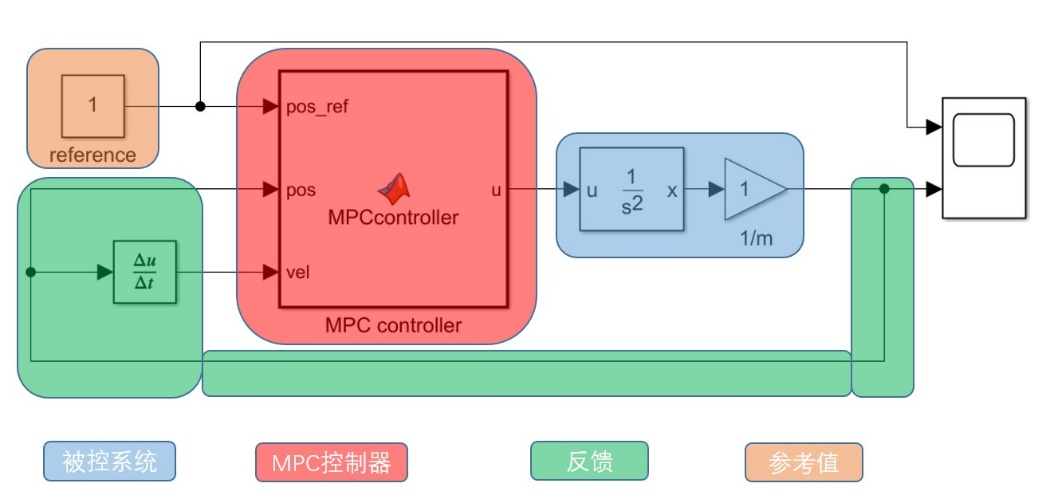 1
reference
pos_ref
pos
vel
u
MPCcontroller
MPC controller
Δu
Δt
u
1
s2
x
1
1/m
被控系统
MPC控制器
反馈
参考值